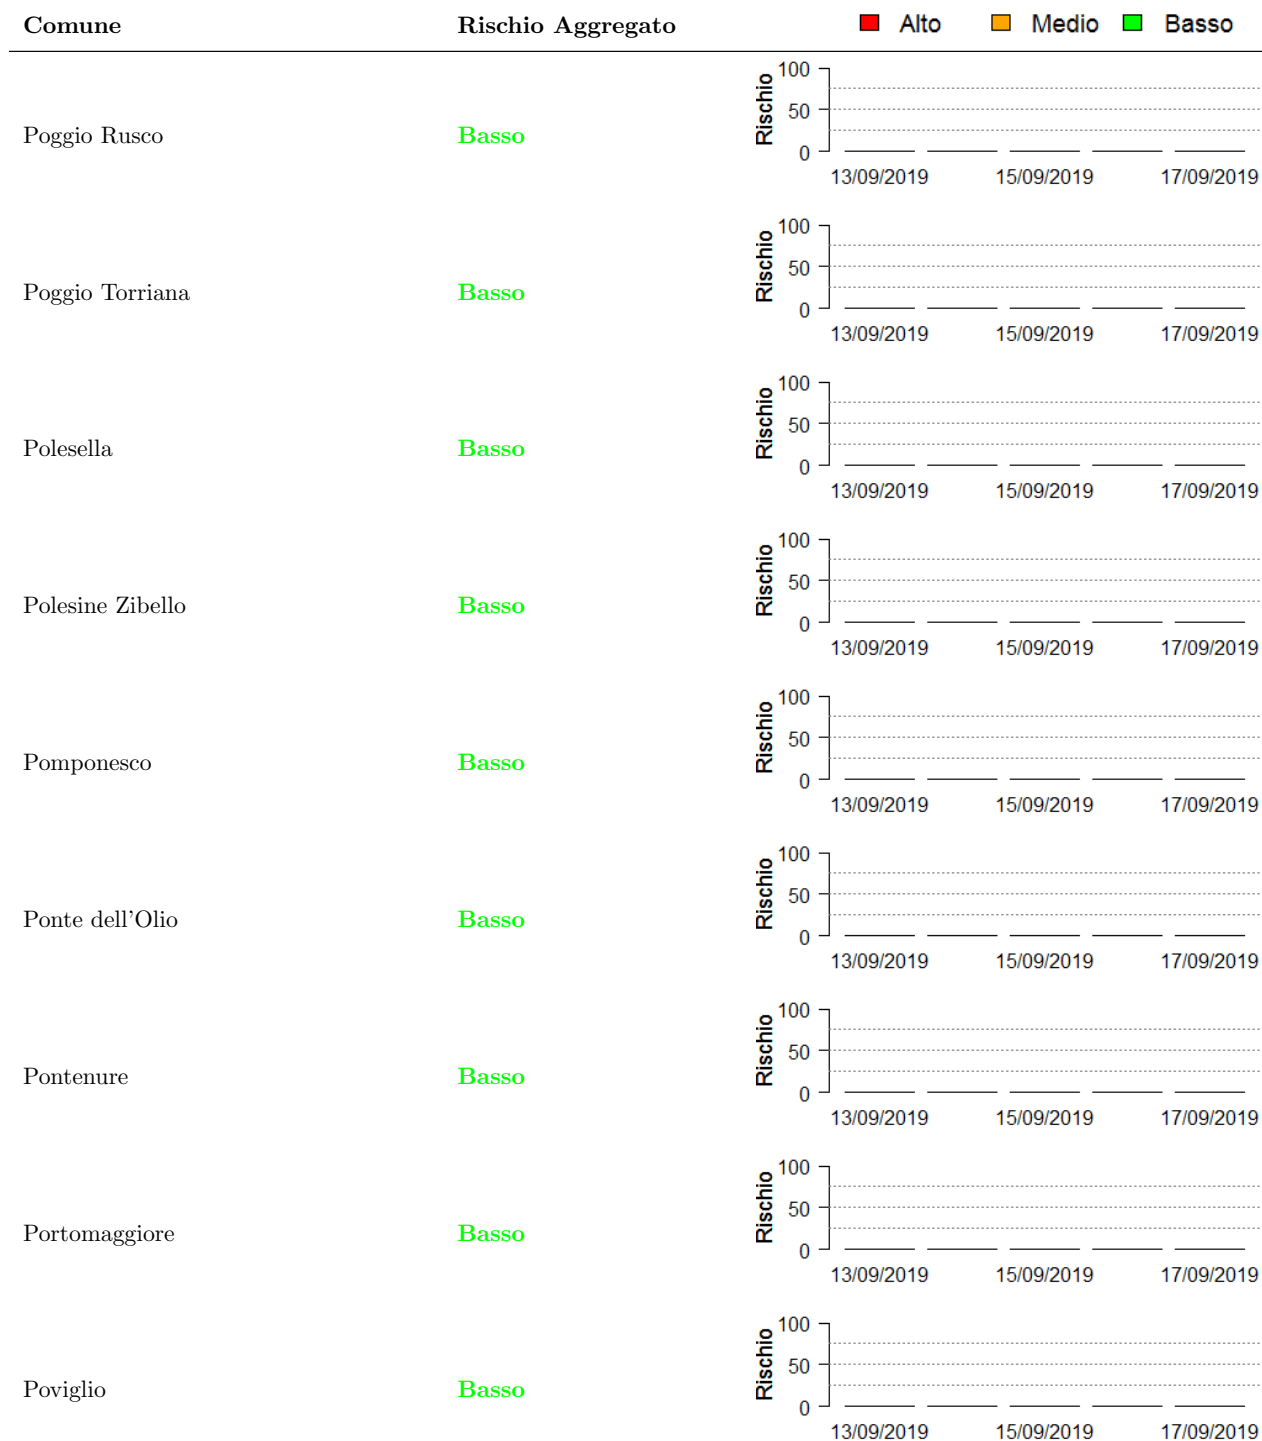 Comune Rischio Aggregato Alto Medio Basso
100
50
0
Rischio
Poggio Rusco Basso
13/09/2019 15/09/2019 17/09/2019
100
50
0
Rischio
Poggio Torriana Basso
13/09/2019 15/09/2019 17/09/2019
100
50
0
Rischio
Polesella Basso
13/09/2019 15/09/2019 17/09/2019
100
50
0
Rischio
Polesine Zibello Basso
13/09/2019 15/09/2019 17/09/2019
100
50
0
Rischio
Pomponesco Basso
13/09/2019 15/09/2019 17/09/2019
100
50
0
Rischio
Ponte dell'Olio Basso
13/09/2019 15/09/2019 17/09/2019
100
50
0
Rischio
Pontenure Basso
13/09/2019 15/09/2019 17/09/2019
100
50
0
Rischio
Portomaggiore Basso
13/09/2019 15/09/2019 17/09/2019
100
50
0
Rischio
Poviglio Basso
13/09/2019 15/09/2019 17/09/2019